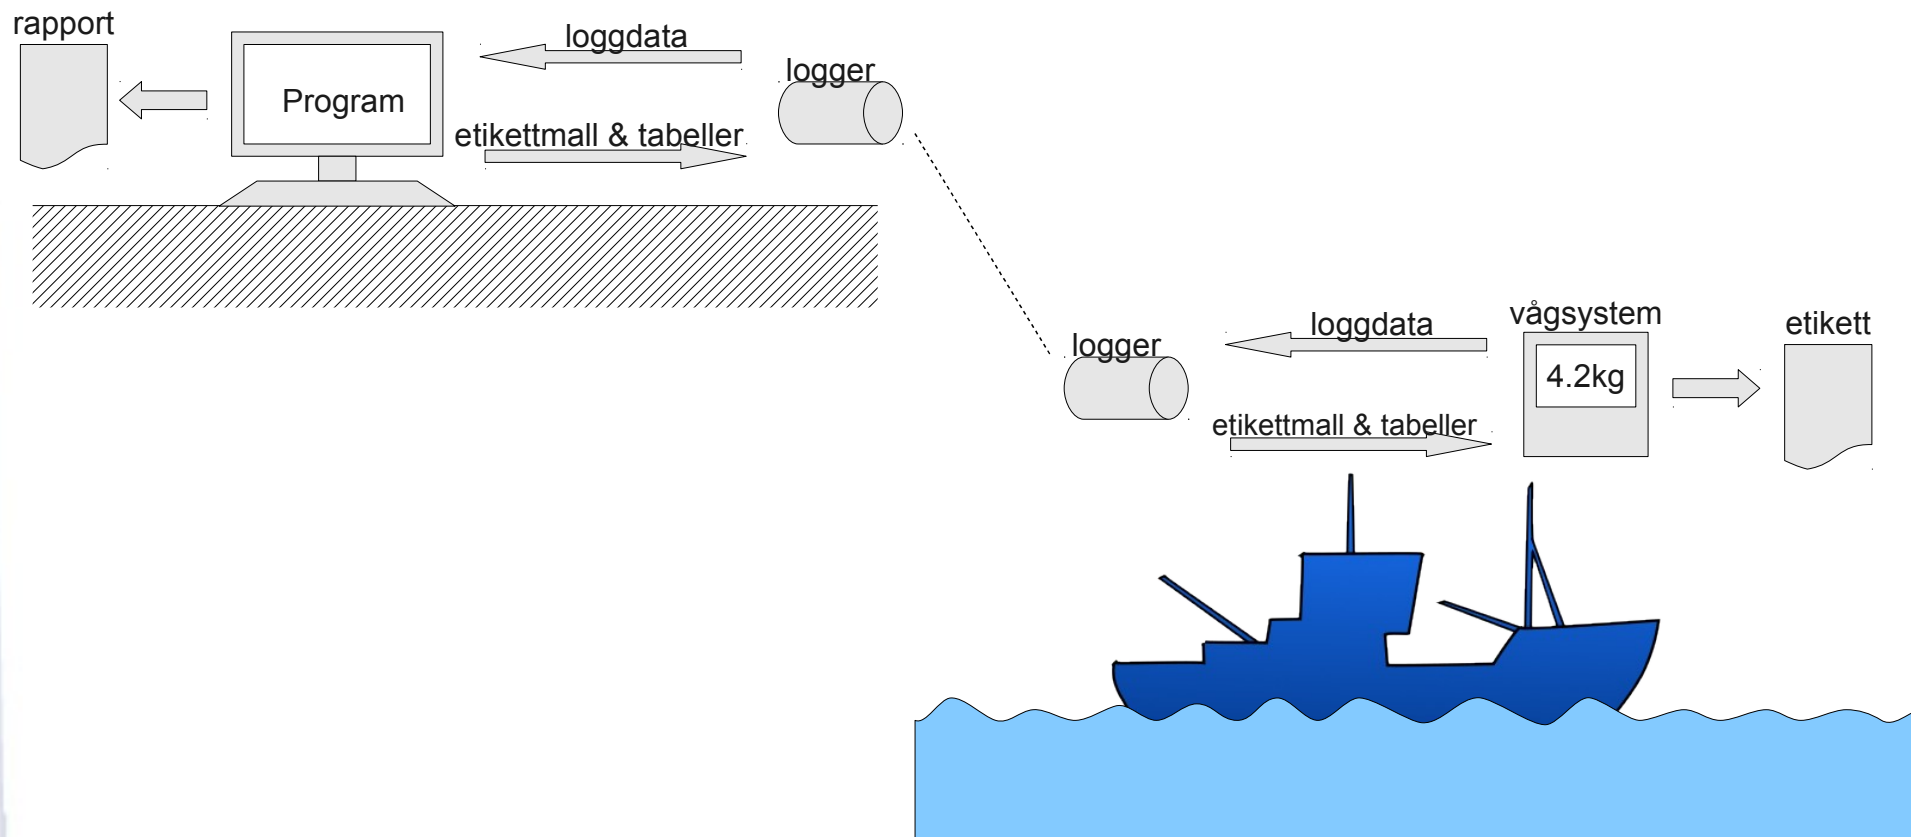 rapport
Program
loggdata
logger
etikettmall & tabeller
logger
loggdata
vågsystem
4.2kg
etikett
etikettmall & tabeller